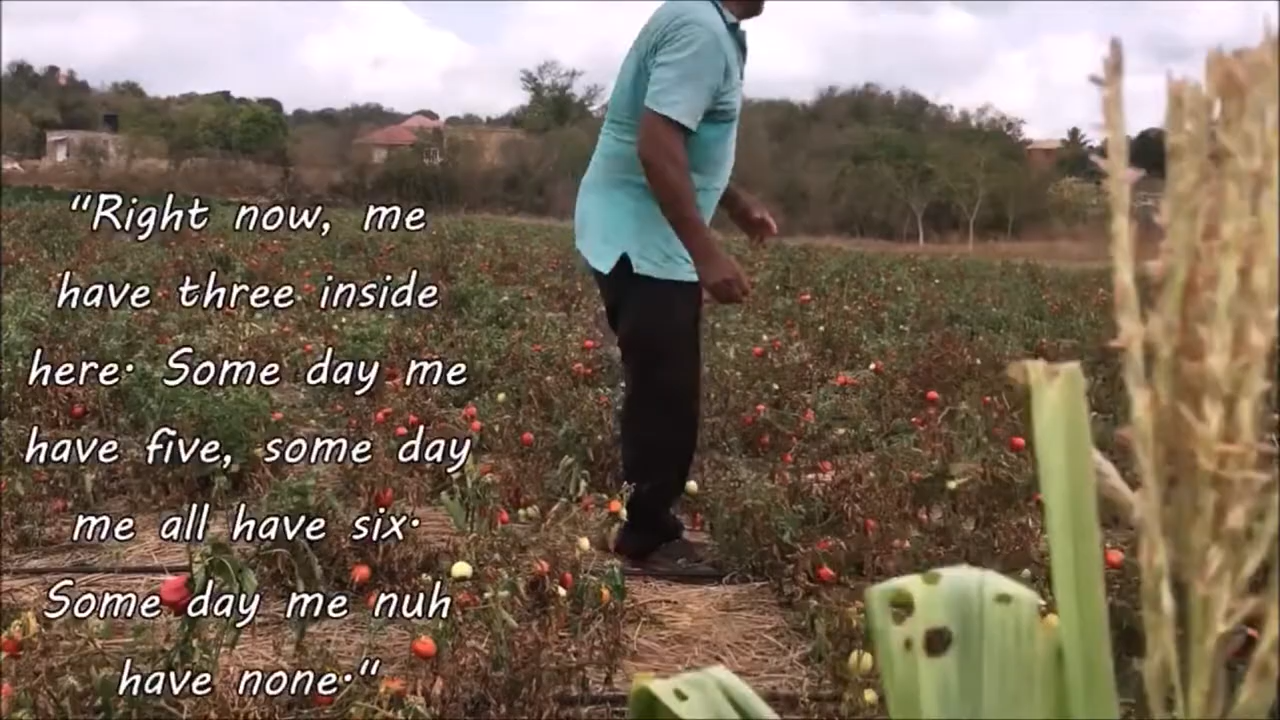 “Right now, me
have three inside
here. Some day me
have five, some day
me all have six.
Some day me nuh
have none.“